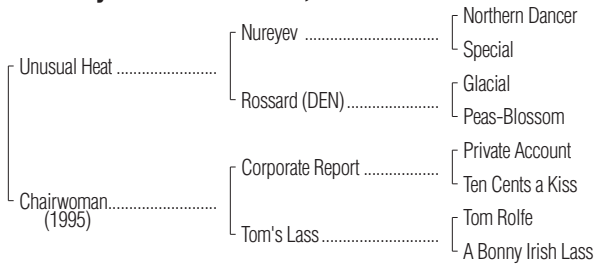 Northern Dancer
Nureyev ........................
Special
Unusual Heat ......................
Glacial
Rossard (DEN) ....................
Peas-Blossom
Private Account
Corporate Report ................
Ten Cents a Kiss
Chairwoman ........................
(1995)
Tom Rolfe
Tom's Lass .........................
A Bonny Irish Lass